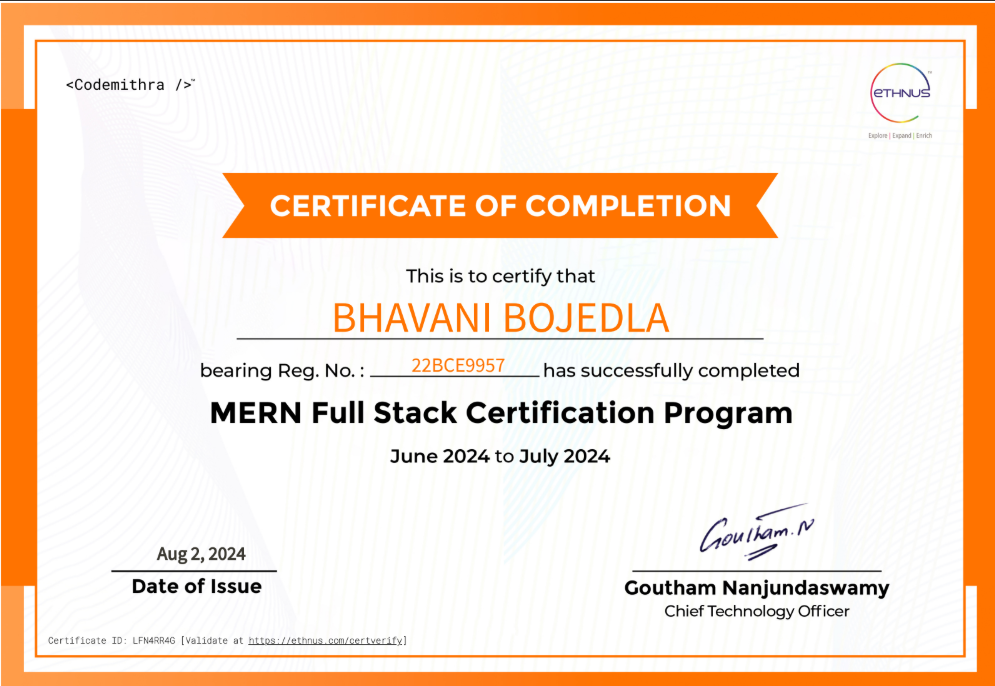 <Codemithra />™
eTHNUS™
Explore | Expand | Enrich
CERTIFICATE OF COMPLETION
This is to certify that
BHAVANI BOJEDLA
bearing Reg. No. : 22BCE9957 has successfully completed
MERN Full Stack Certification Program
June 2024 to July 2024
Goutham.N
Aug 2, 2024
Date of Issue
Goutham Nanjundaswamy
Chief Technology Officer
Certificate ID: LFN4RR4G [Validate at https://ethnus.com/certverify]